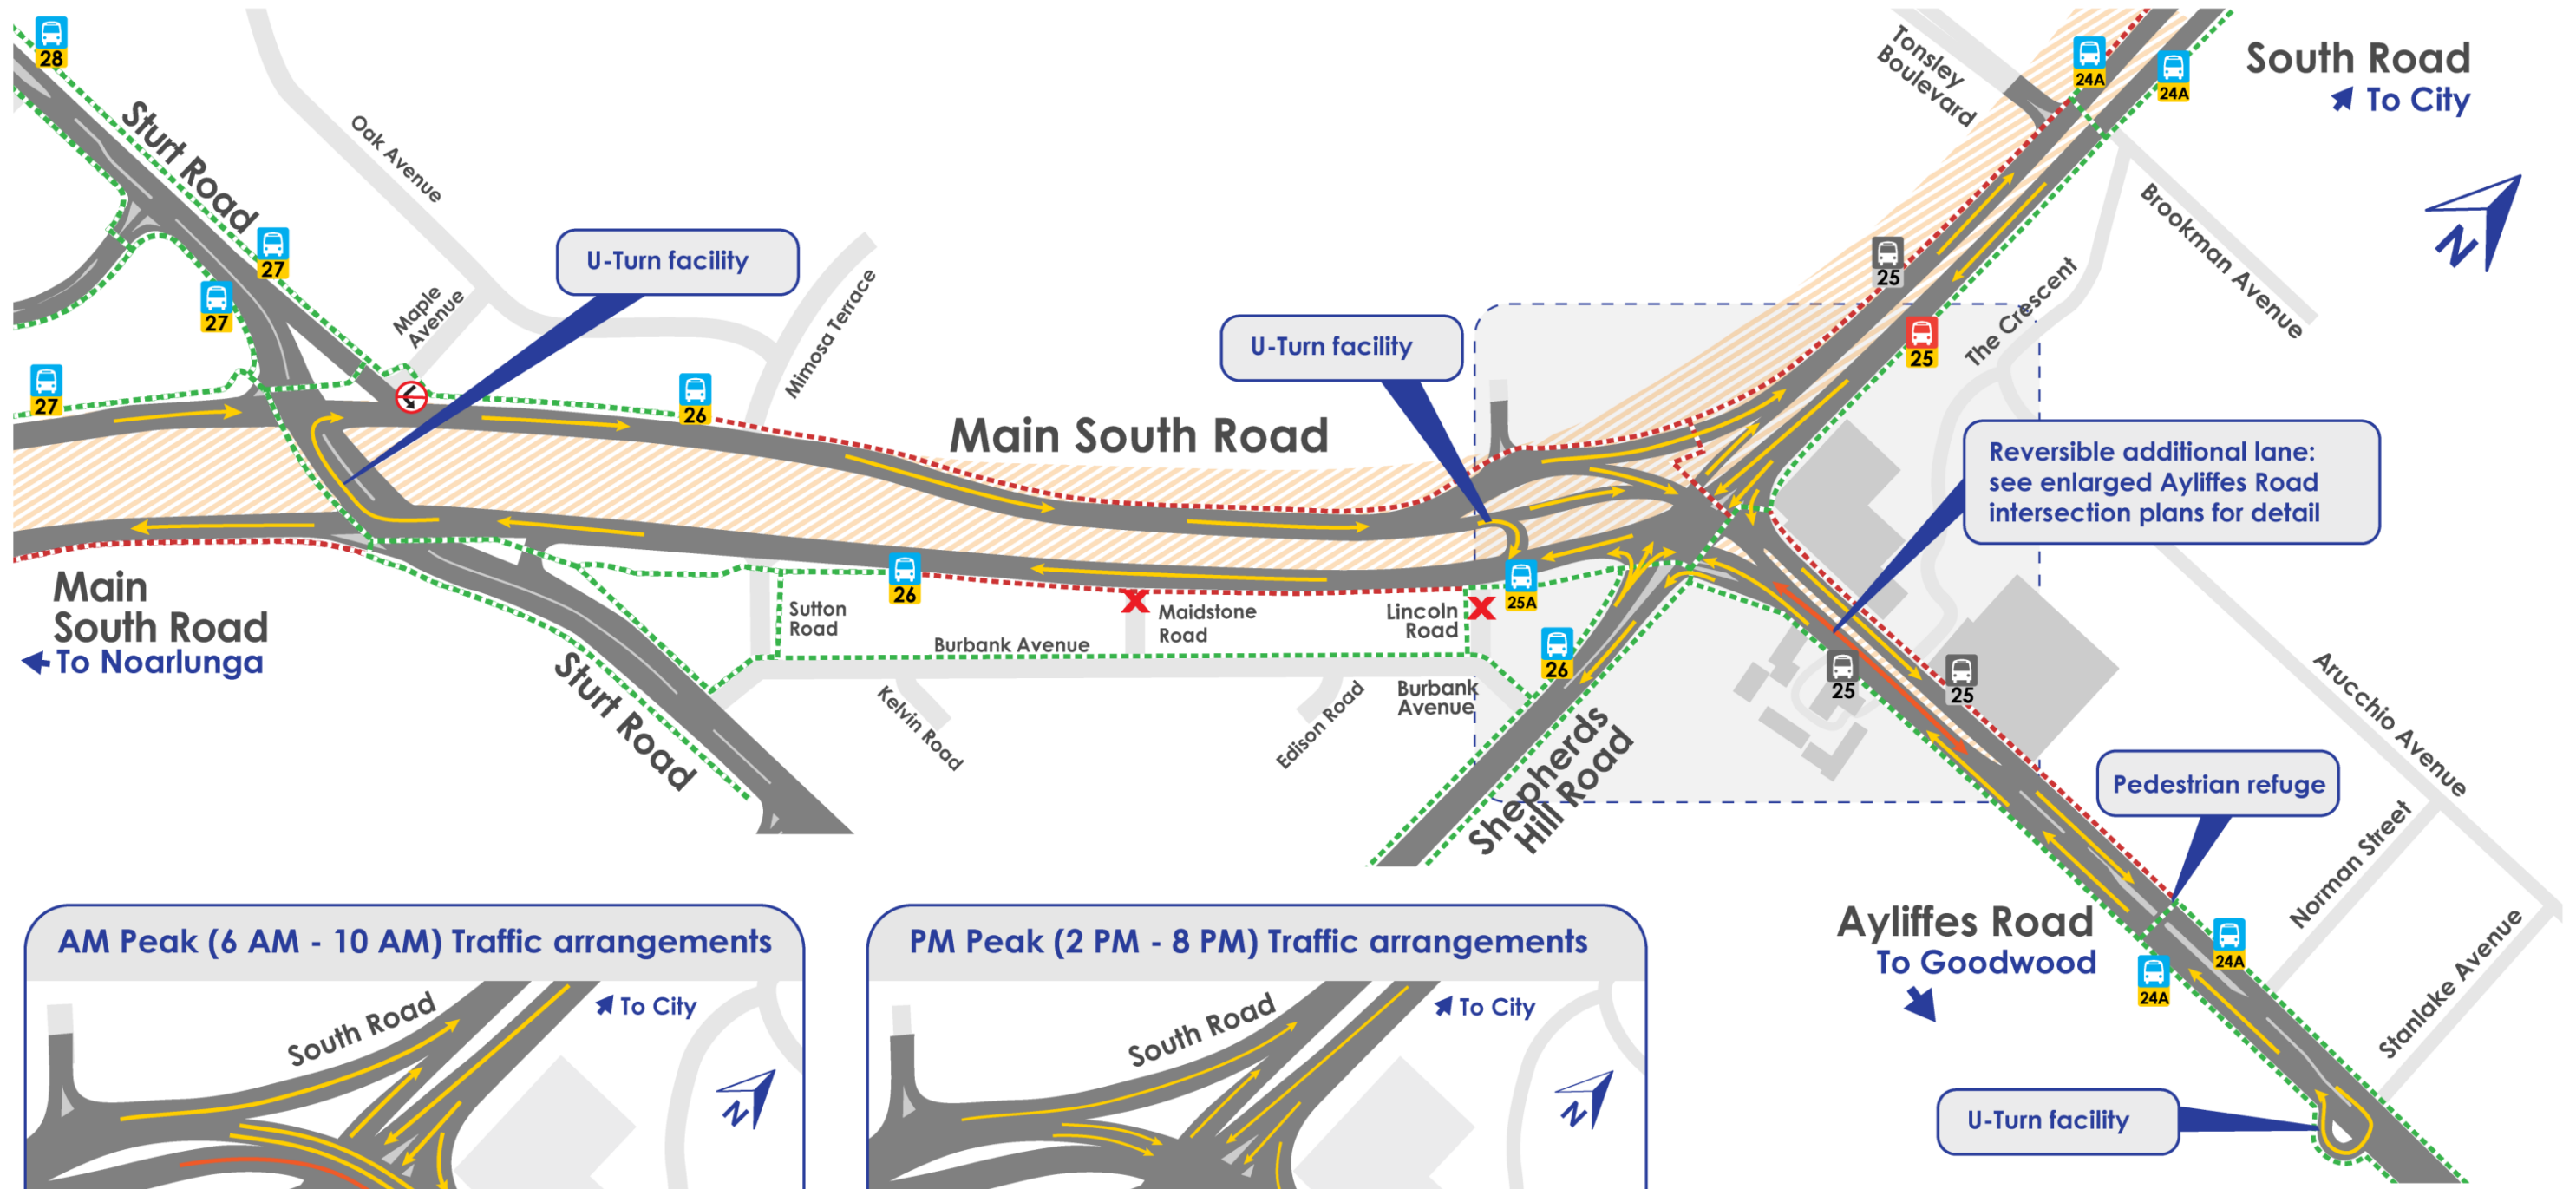 28
Sturt Road
Oak Avenue
27
27
27
Maple
Avenue
U-Turn facility
Mimosa Terrace
26
Main South Road
U-Turn facility
Tonsley
Boulevard
24A
24A
South Road
To City
N
Brookman Avenue
The Crescent
25
25
Reversible additional lane:
see enlarged Ayliffes Road
intersection plans for detail
Main
South Road
To Noarlunga
Sturt Road
Sutton
Road
26
Burbank Avenue
Maidstone
Road
Lincoln
Road
25A
26
Kelvin Road
Edison Road
Burbank
Avenue
Shepherds
Hill Road
25
25
Arucchio Avenue
Pedestrian refuge
Norman Street
Stanlake Avenue
Ayliffes Road
To Goodwood
24A
24A
U-Turn facility
AM Peak (6 AM - 10 AM) Traffic arrangements
South Road
To City
N
PM Peak (2 PM - 8 PM) Traffic arrangements
South Road
To City
N